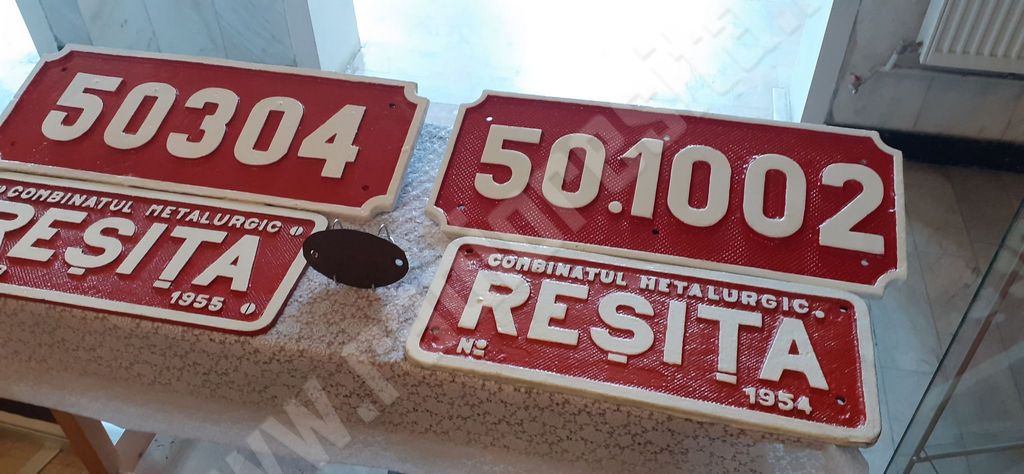 50304
COMBINATUL METALURGIC
REȘIȚA
1955
50.1002
COMBINATUL METALURGIC.
REȘIȚA
No
1954